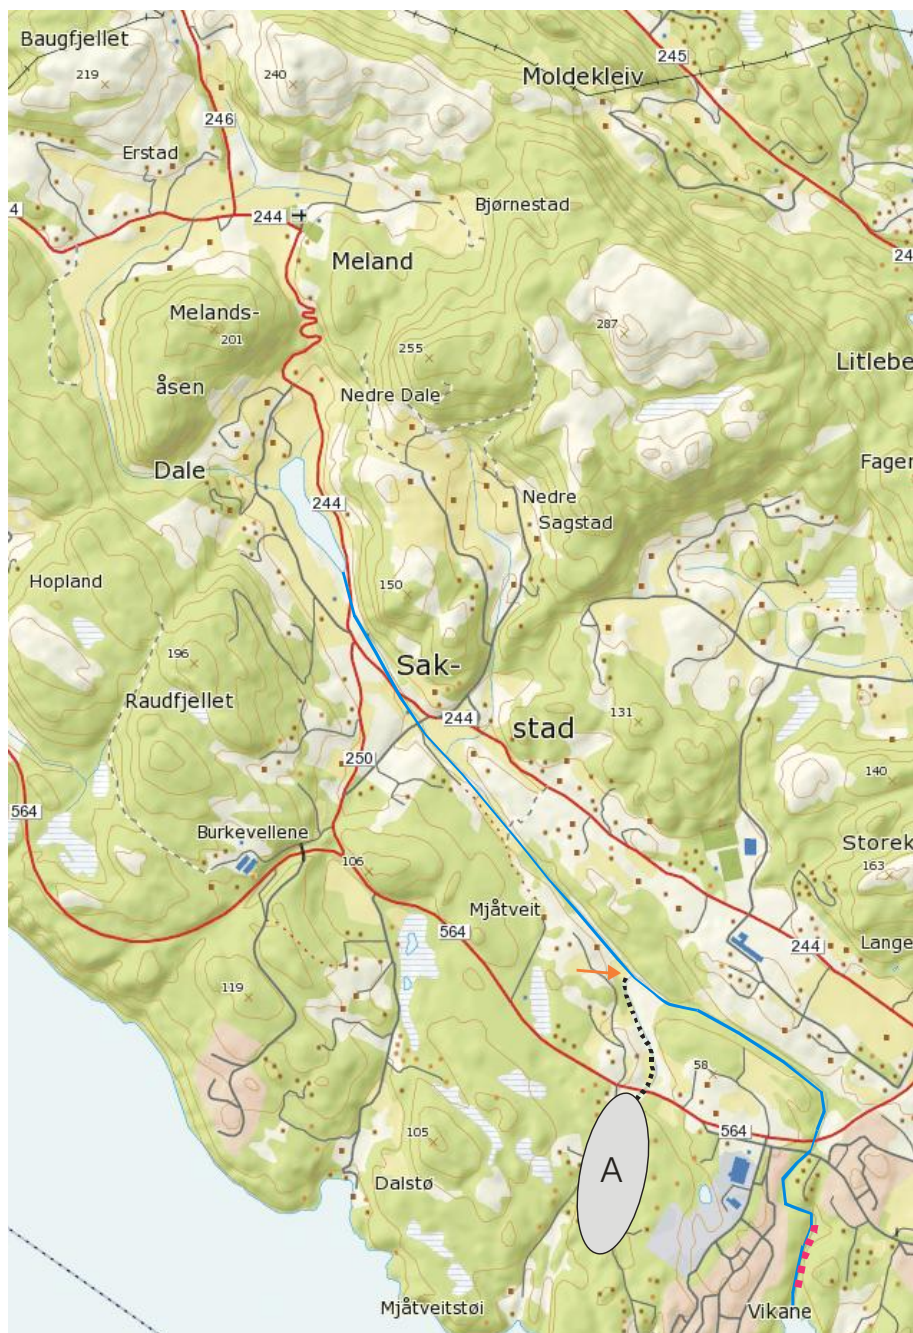 Baugfjellet
219
240
Moldekleiv
245
246
Erstad
4
244
Bjørnestad
24
Meland
Melands-
201
åsen
287
255
Litlebe
Nedre Dale
Dale
Fager
Nedre
Sagstad
244
Hopland
150
196
Sak-
Raudfjellet
131
stad
244
250
140
564
Burkevellene
106
Storek
163
Mjåtveit
564
244
Lange
119
58
564
105
A
Dalstø
Mjåtveitstøi
Vikane